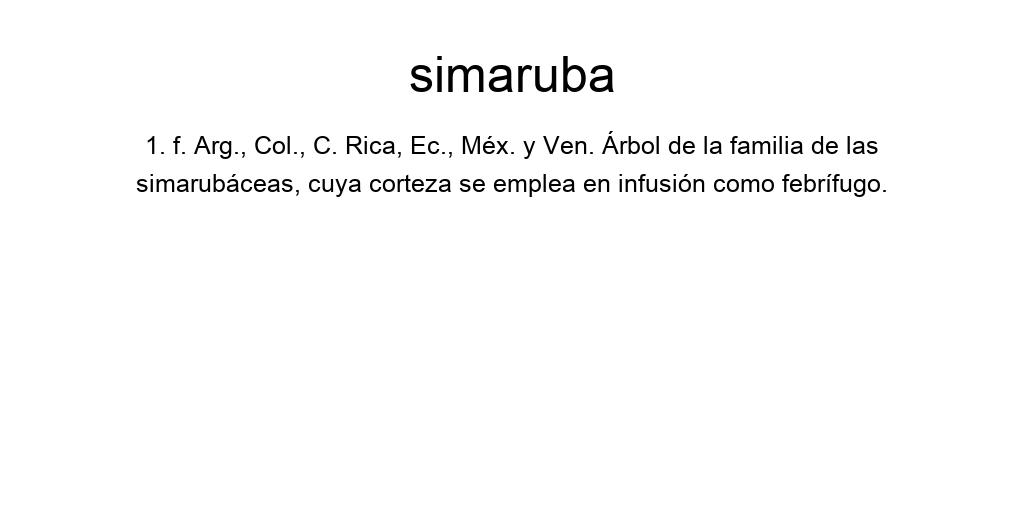 simaruba
1. f. Arg., Col., C. Rica, Ec., Méx. y Ven. Árbol de la familia de las
simarubáceas, cuya corteza se emplea en infusión como febrífugo.